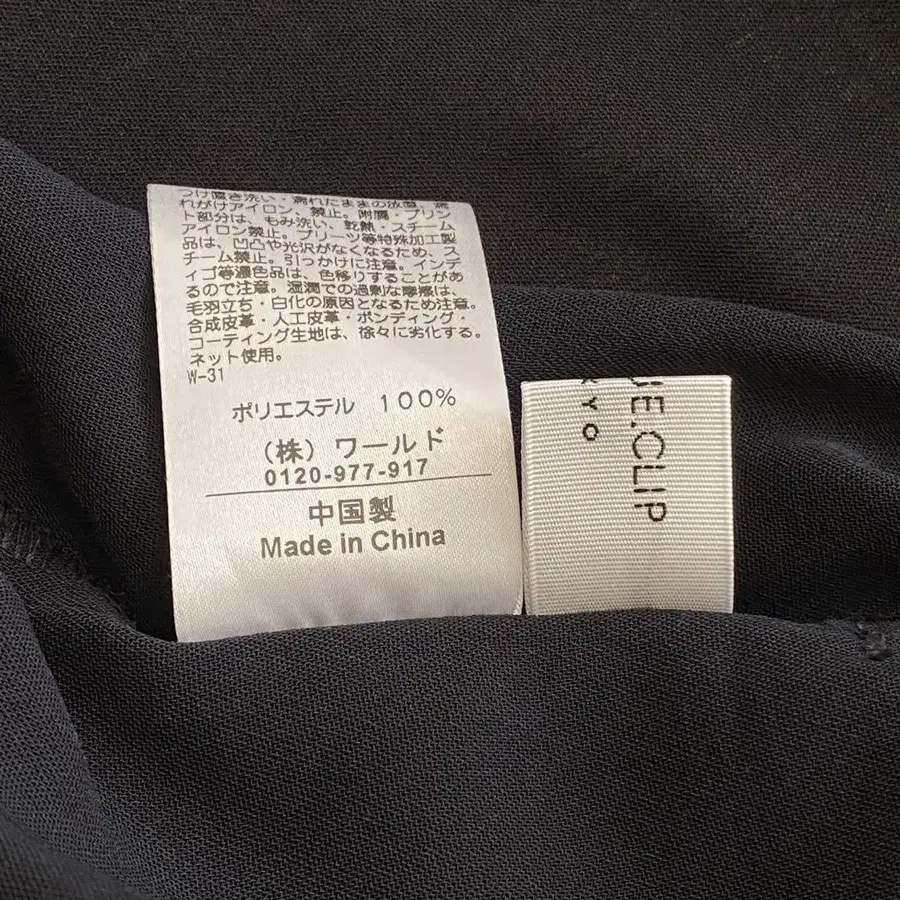 つけ置き洗い、濡れたままの放置、濡
れがけアイロン、禁止。附属・プリン
ト部分は、もみ洗い、乾熱・スチーム
アイロン禁止。プリーツ等特殊加工製
品は、凹凸や光沢がなくなるため、ス
チーム禁止。引っかけに注意。インデ
ィゴ等濃色品は、色移りすることがあ
るので注意。湿潤での過剰な摩擦は、
毛羽立ち・白化の原因となるため注意。
合成皮革・人工皮革・ボンディング・
コーティング生地は、徐々に劣化する。
ネット使用。
W-31
ポリエステル 100%
(株) ワールド
0120-977-917
中国製
Made in China
UE.CLIP
KYO